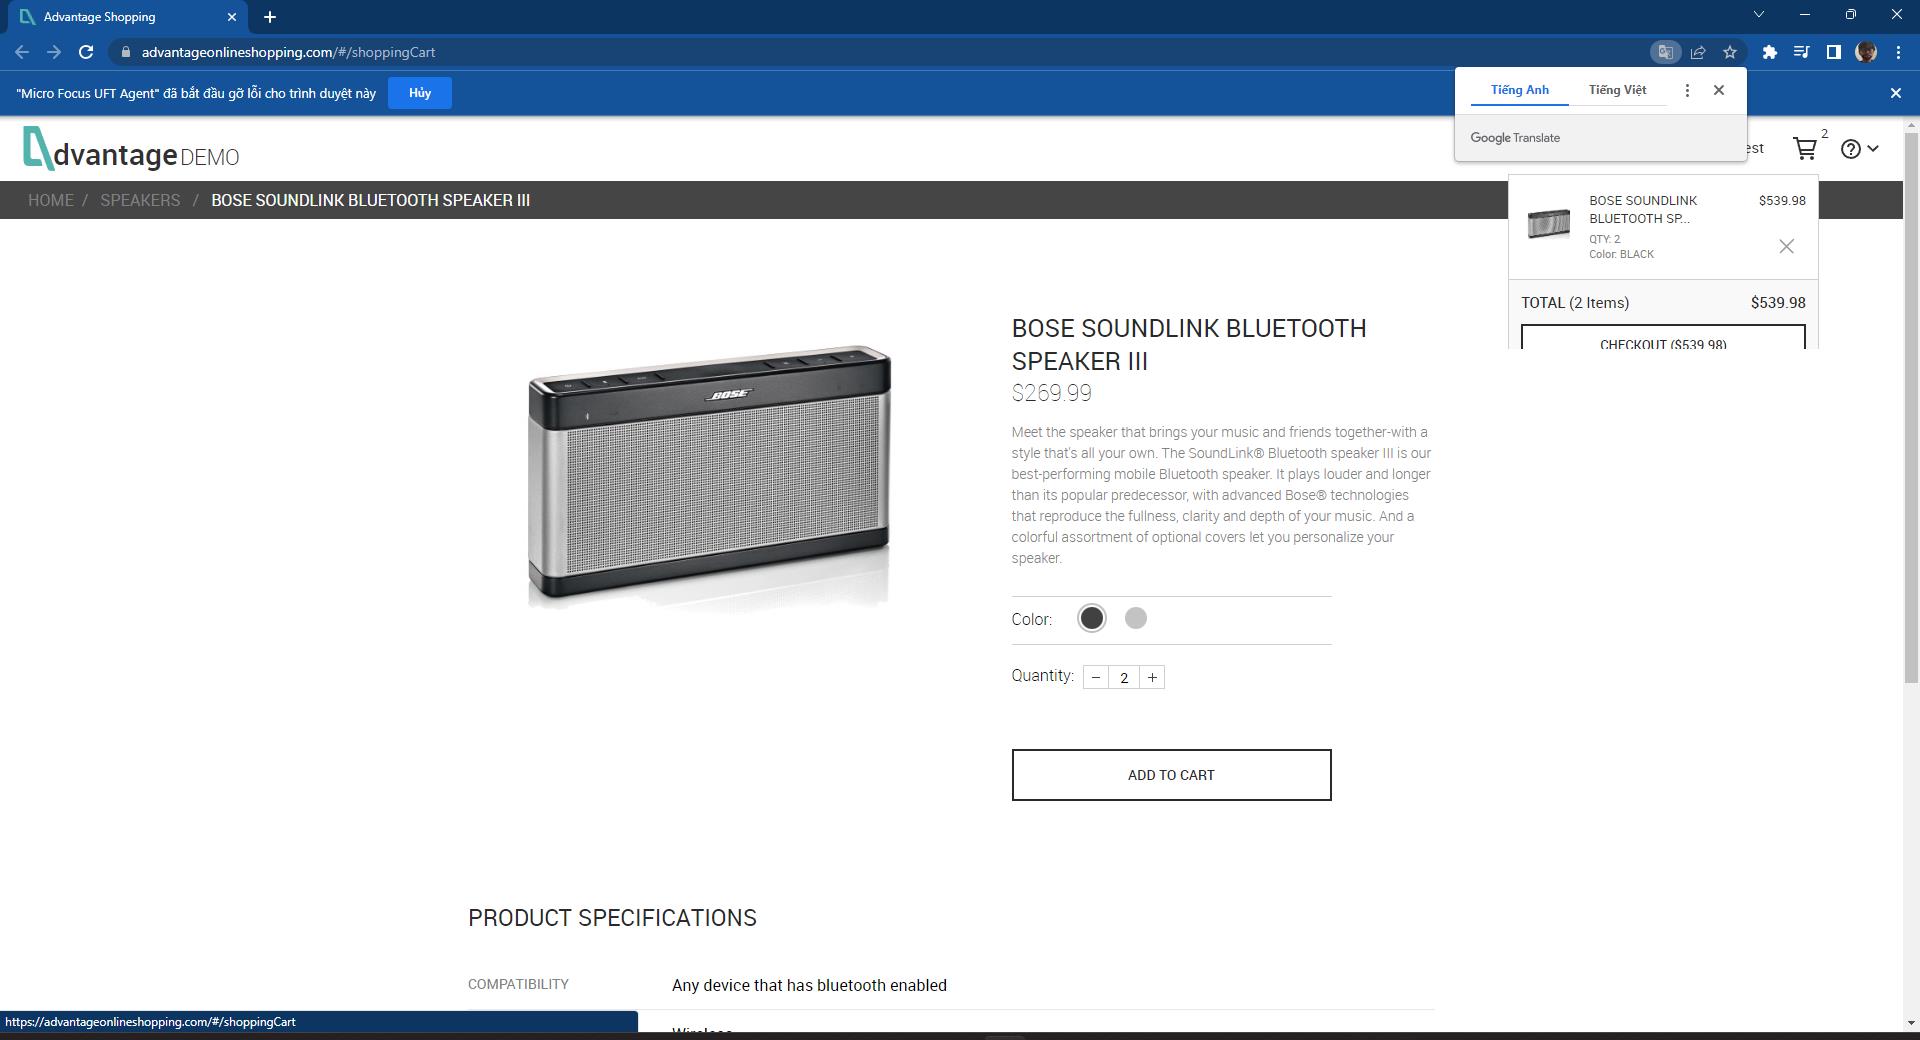 Advantage Shopping
advantageonlineshopping.com/#/shoppingCart
"Micro Focus UFT Agent" đã bắt đầu gỡ lỗi cho trình duyệt này
Hủy
Tiếng Anh
Tiếng Việt
Google Translate
dvantage DEMO
est
2
HOME / SPEAKERS / BOSE SOUNDLINK BLUETOOTH SPEAKER III
BOSE SOUNDLINK
BLUETOOTH SP...
$539.98
QTY: 2
Color: BLACK
TOTAL (2 Items)
$539.98
CHECKOUT ($539.98)
BOSE
BOSE SOUNDLINK BLUETOOTH
SPEAKER III
$269.99
Meet the speaker that brings your music and friends together-with a
style that's all your own. The SoundLink® Bluetooth speaker III is our
best-performing mobile Bluetooth speaker. It plays louder and longer
than its popular predecessor, with advanced Bose® technologies
that reproduce the fullness, clarity and depth of your music. And a
colorful assortment of optional covers let you personalize your
speaker.
Color:
Quantity:
− 2 +
ADD TO CART
PRODUCT SPECIFICATIONS
COMPATIBILITY
Any device that has bluetooth enabled
Wireless
https://advantageonlineshopping.com/#/shoppingCart